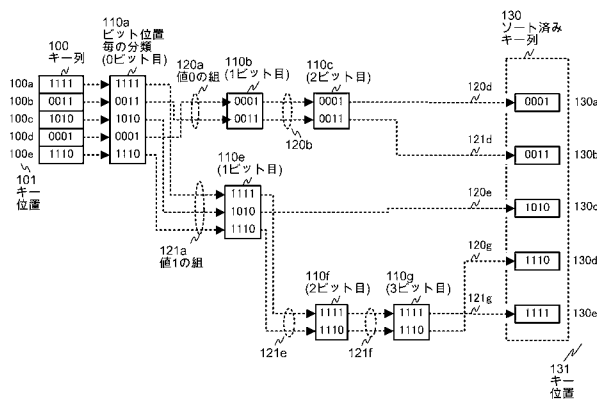 100
キー列
110a
ビット位置
毎の分類
(0ビット目)
120a
値0の組
110b
(1ビット目)
110c
(2ビット目)
130
ソート済み
キー列
100a
1111
100b
0011
100c
1010
100d
0001
100e
1110
1111
0011
1010
0001
1110
0001
0011
120b
0001
0011
120d
0001
130a
121d
0011
130b
101
キー
位置
110e
(1ビット目)
1111
1010
1110
121a
値1の組
120e
1010
130c
120g
1110
130d
110f
(2ビット目)
1111
1110
121e
110g
(3ビット目)
1111
1110
121f
121g
1111
130e
131
キー
位置